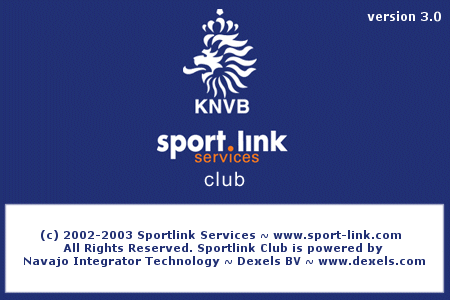 version 3.0
KNVB
sport.link
services
club
(c) 2002-2003 Sportlink Services ~ www.sport-link.com
All Rights Reserved. Sportlink Club is powered by
Navajo Integrator Technology ~ Dexels BV ~ www.dexels.com